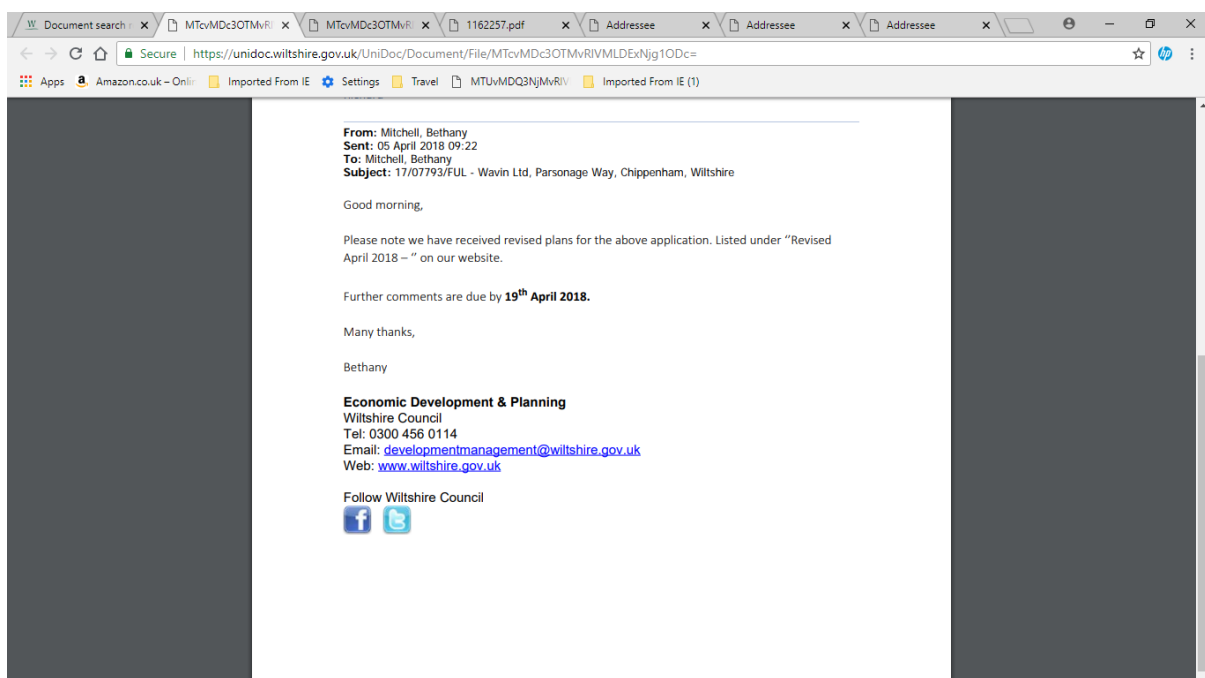 Document search r
MTcvMDc3OTMvRI
MTcvMDc3OTMvRI
1162257.pdf
Addressee
Addressee
Addressee
Secure | https://unidoc.wiltshire.gov.uk/UniDoc/Document/File/MTcvMDc3OTMvRlVMLDExNjg1ODc=
Apps Amazon.co.uk – Onlin Imported From IE Settings Travel MTUvMDQ3NjMvRlV Imported From IE (1)
From: Mitchell, Bethany
Sent: 05 April 2018 09:22
To: Mitchell, Bethany
Subject: 17/07793/FUL - Wavin Ltd, Parsonage Way, Chippenham, Wiltshire
Good morning,
Please note we have received revised plans for the above application. Listed under “Revised
April 2018 – ” on our website.
Further comments are due by 19th April 2018.
Many thanks,
Bethany
Economic Development & Planning
Wiltshire Council
Tel: 0300 456 0114
Email: developmentmanagement@wiltshire.gov.uk
Web: www.wiltshire.gov.uk
Follow Wiltshire Council